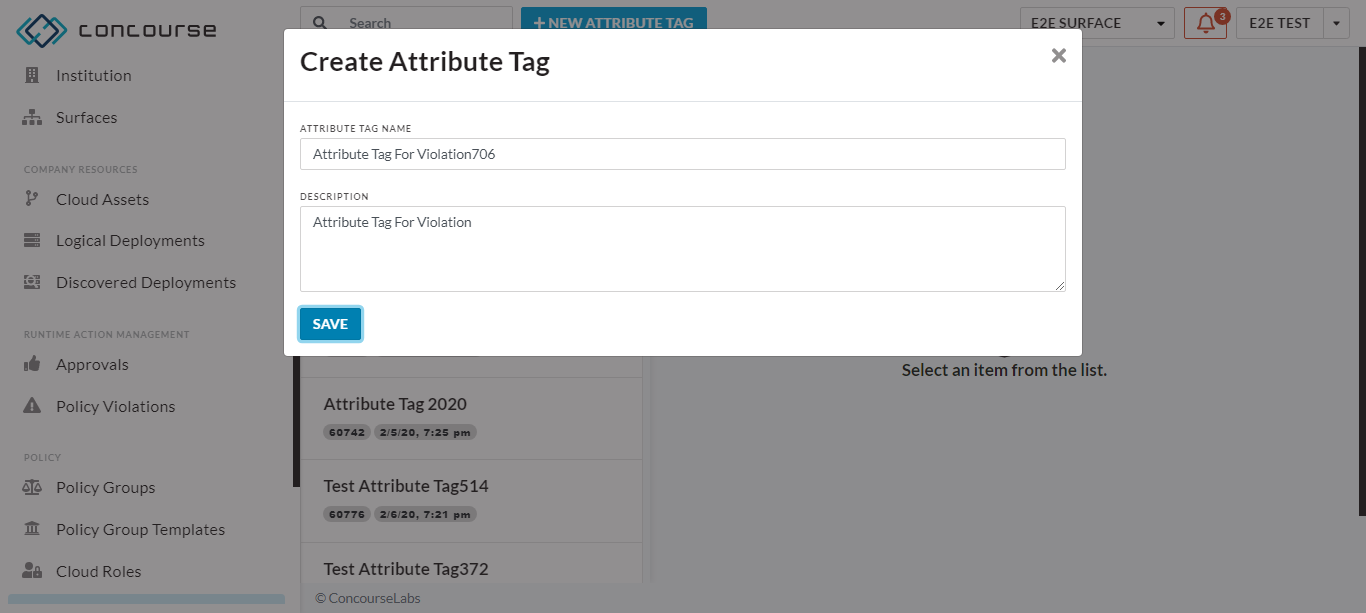 concourse
Search
+ NEW ATTRIBUTE TAG
E2E SURFACE
3
E2E TEST
Institution
Surfaces
COMPANY RESOURCES
Cloud Assets
Logical Deployments
Discovered Deployments
RUNTIME ACTION MANAGEMENT
Approvals
Policy Violations
POLICY
Policy Groups
Policy Group Templates
Cloud Roles
Create Attribute Tag
×
ATTRIBUTE TAG NAME
Attribute Tag For Violation706
DESCRIPTION
Attribute Tag For Violation
SAVE
Select an item from the list.
Attribute Tag 2020
60742 2/5/20, 7:25 pm
Test Attribute Tag514
60776 2/6/20, 7:21 pm
Test Attribute Tag372
© ConcourseLabs